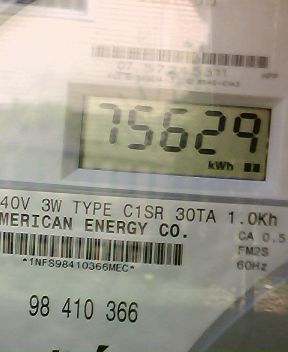 75629
kWh
40V 3W TYPE C1SR 30TA 1.0Kh
MERICAN ENERGY CO.
CA 0.5
FM2S
60Hz
*1NFS98410366MEC*
98 410 366